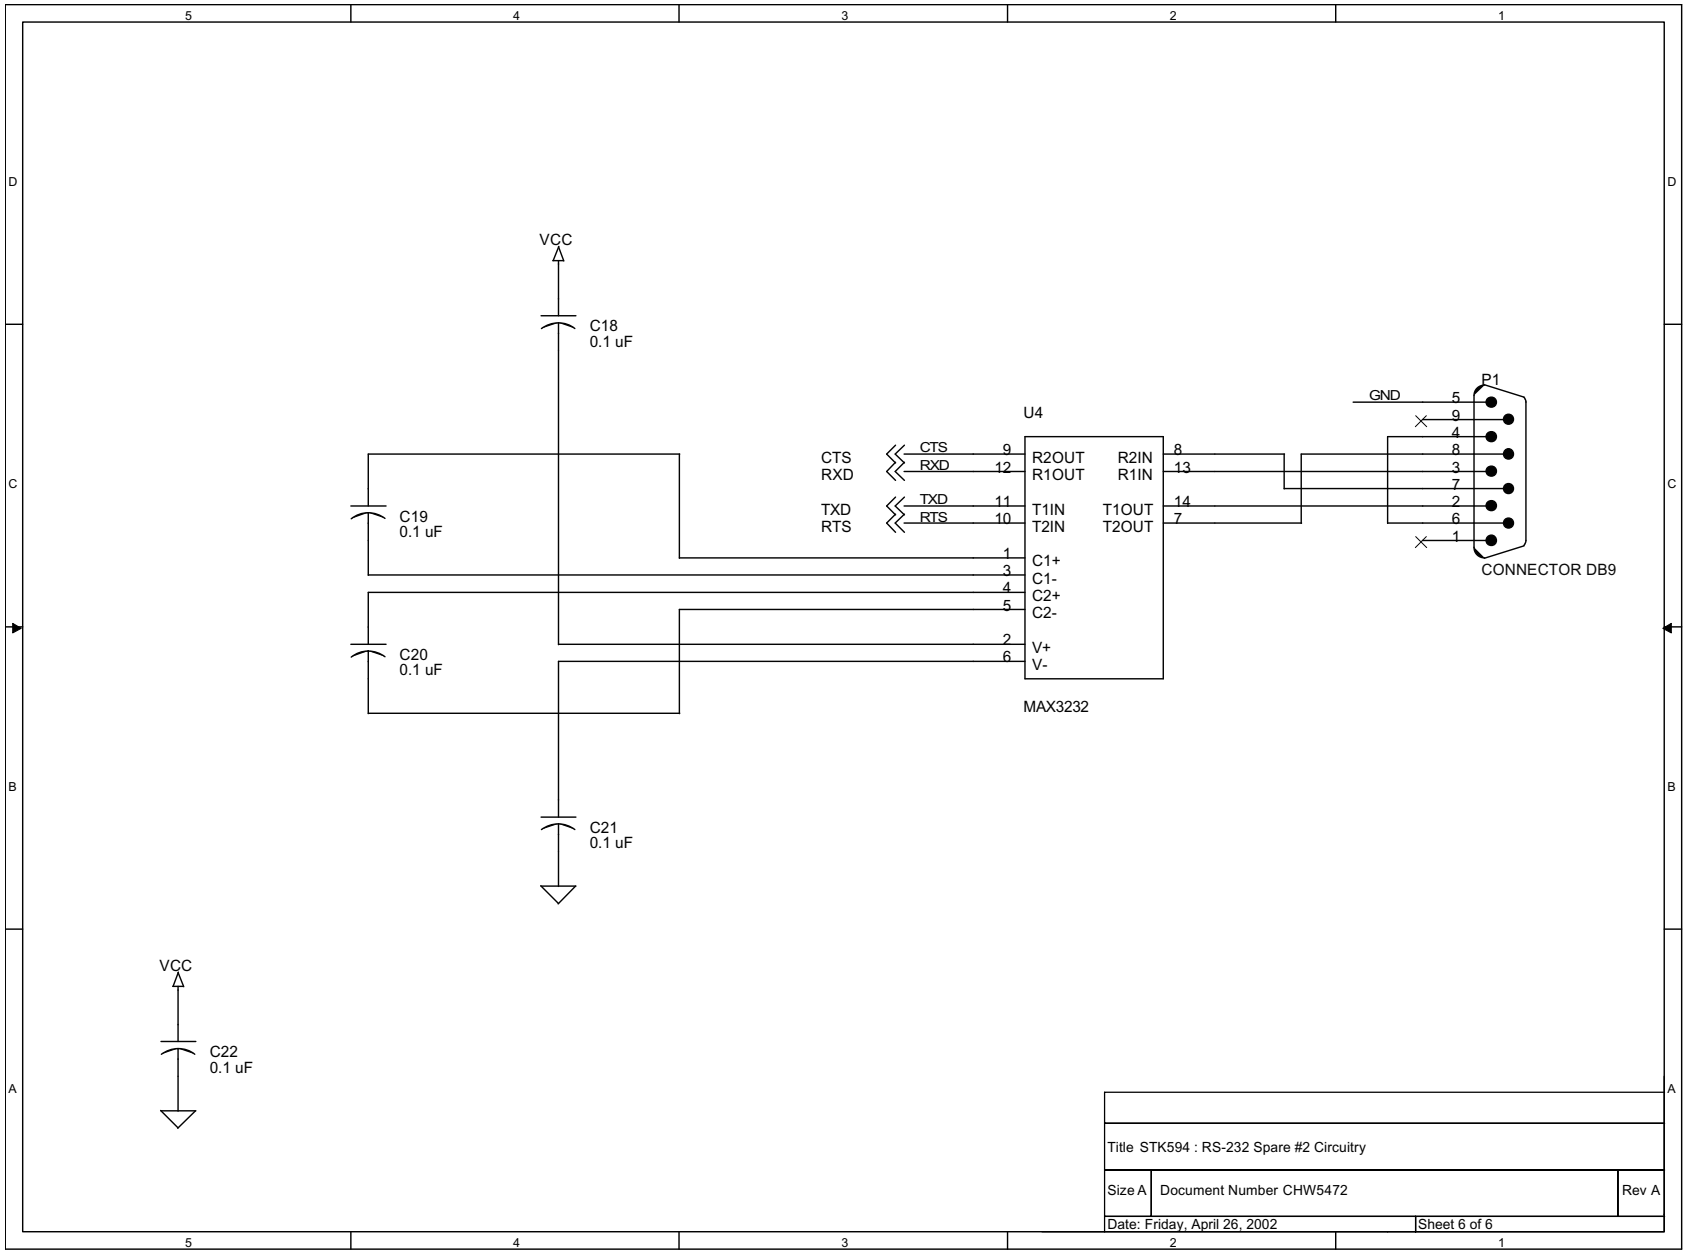 5 4 3 2 1
D D
VCC
C18
0.1 uF
P1
GND 5
9
4
8
3
7
2
6
1
CONNECTOR DB9
U4
CTS CTS 9 R2OUT R2IN 8
RXD RXD 12 R1OUT R1IN 13
TXD TXD 11 T1IN T1OUT 14
RTS RTS 10 T2IN T2OUT 7
1 C1+
3 C1-
4 C2+
5 C2-
2 V+
6 V-
MAX3232
C C
C19
0.1 uF
C20
0.1 uF
B B
C21
0.1 uF
VCC
C22
0.1 uF
A A
Title STK594 : RS-232 Spare #2 Circuitry
Size A Document Number CHW5472 Rev A
Date: Friday, April 26, 2002 Sheet 6 of 6
5 4 3 2 1